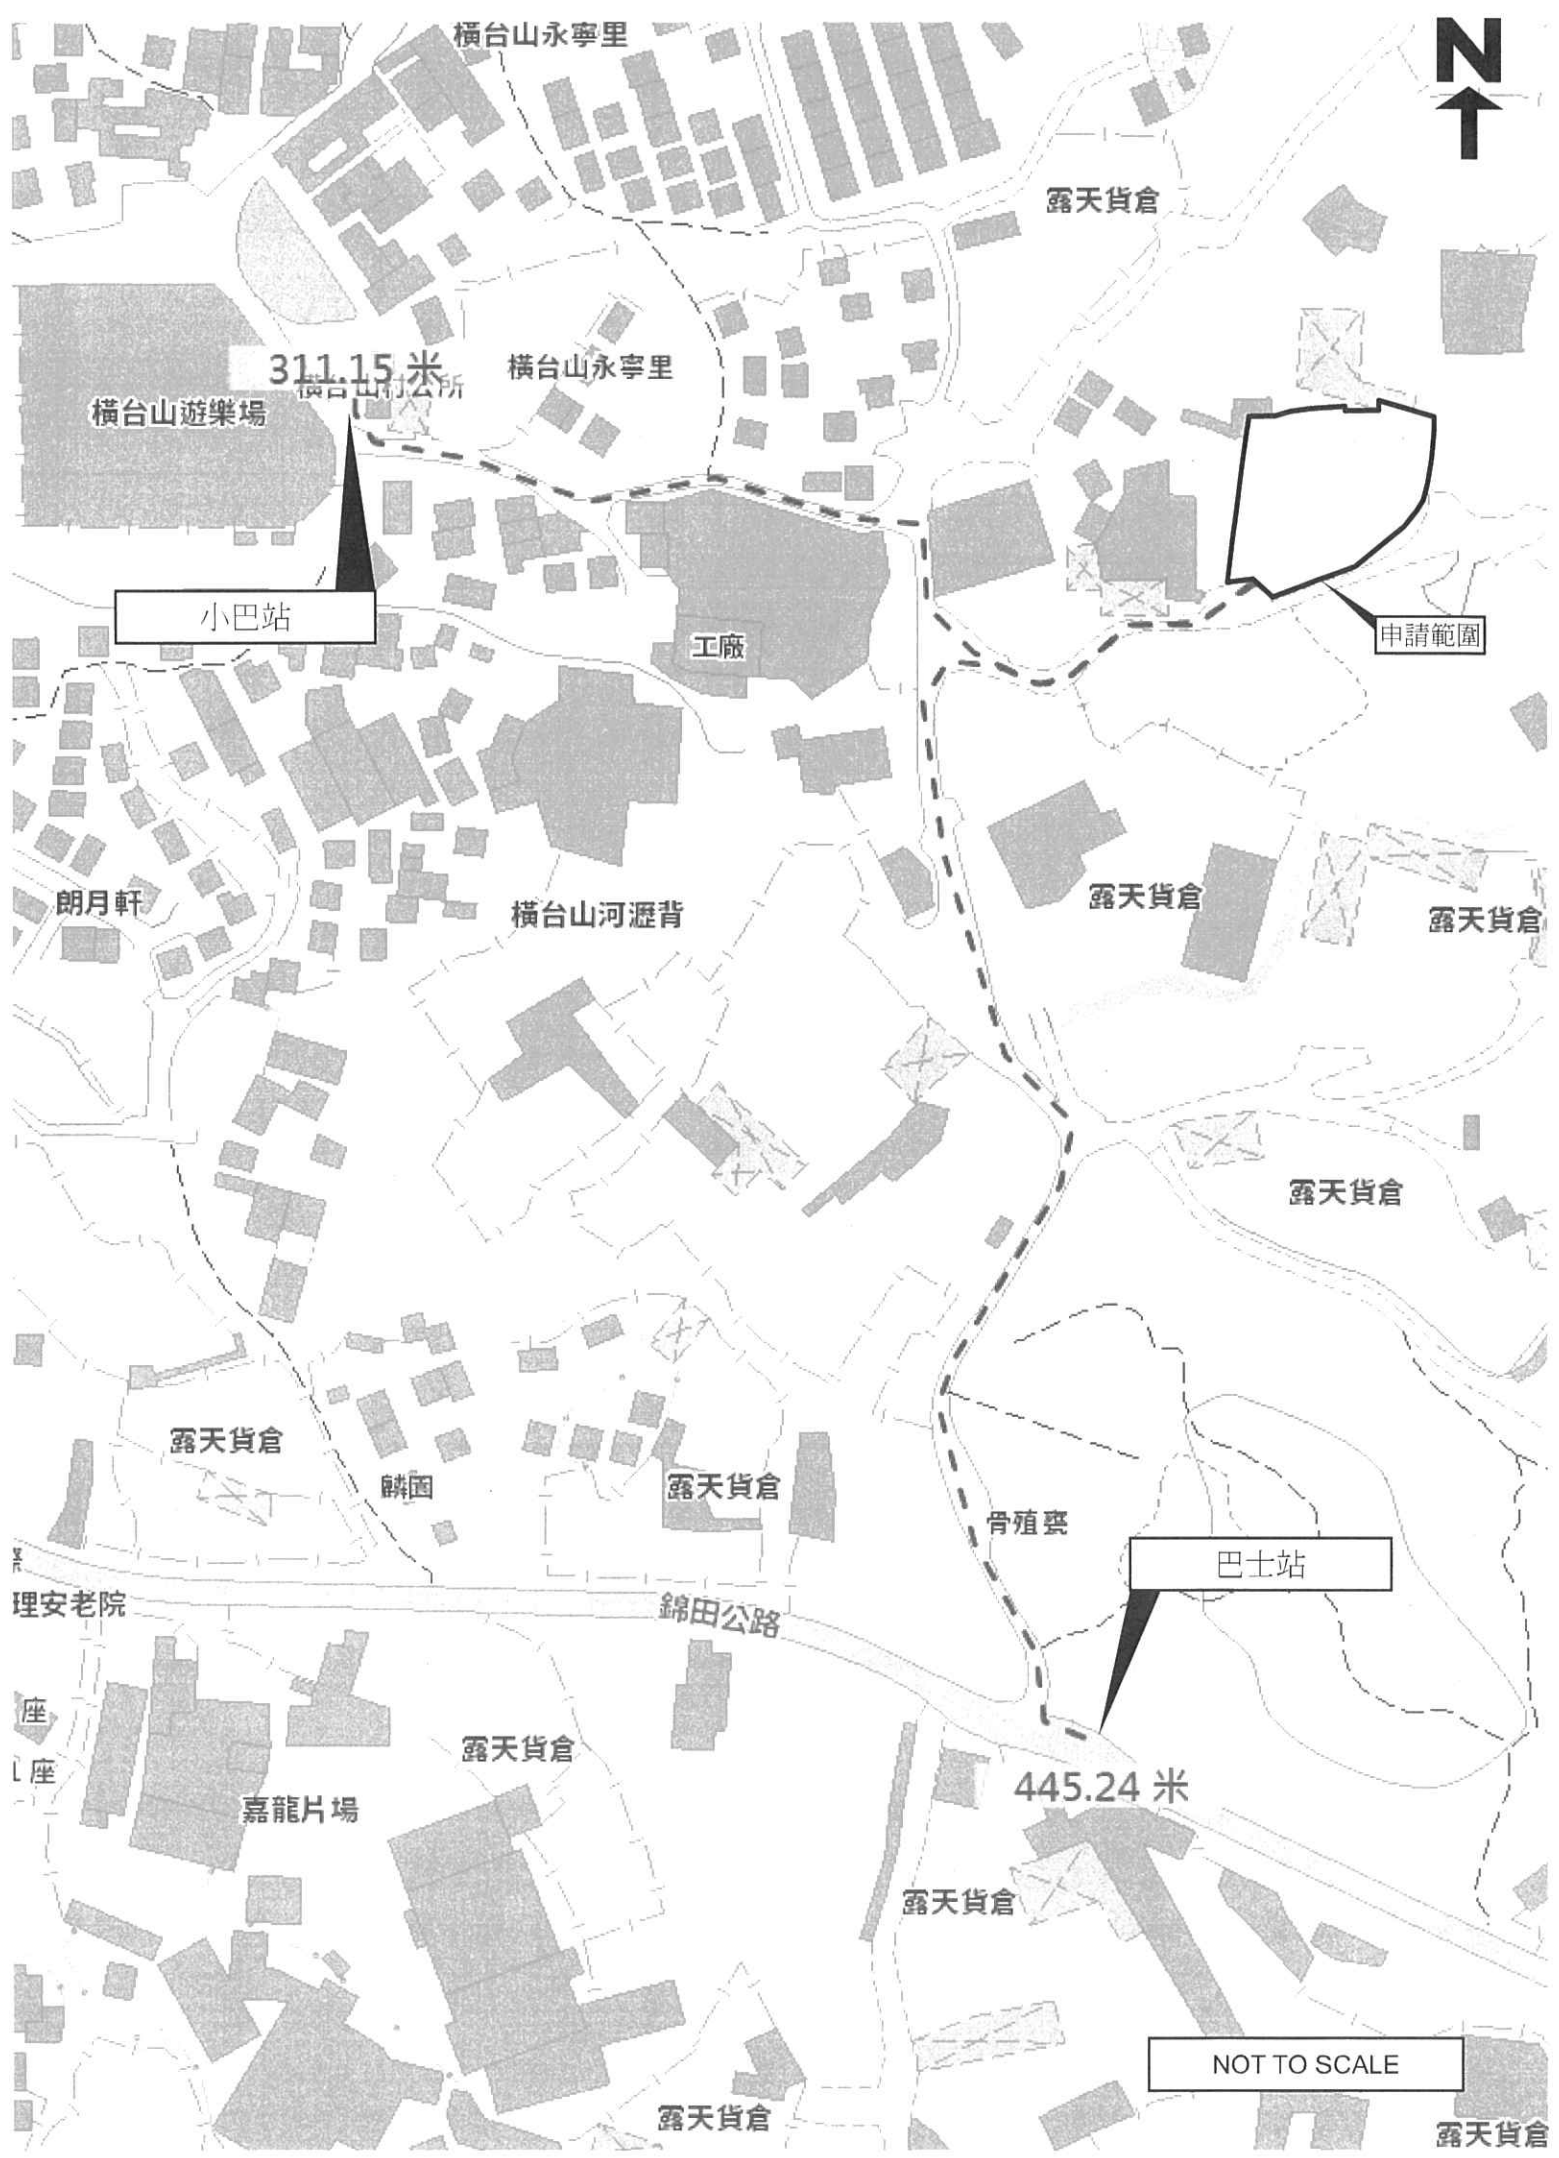 橫台山永寧里
N
露天貨倉
311.15 米
橫台山永寧里
橫台山村公所
橫台山遊樂場
小巴站
工廠
申請範圍
朗月軒
橫台山河瀝背
露天貨倉
露天貨倉
露天貨倉
露天貨倉
麟園
露天貨倉
骨殖甕
巴士站
理安老院
錦田公路
座
座
露天貨倉
445.24 米
嘉龍片場
露天貨倉
NOT TO SCALE
露天貨倉
露天貨倉